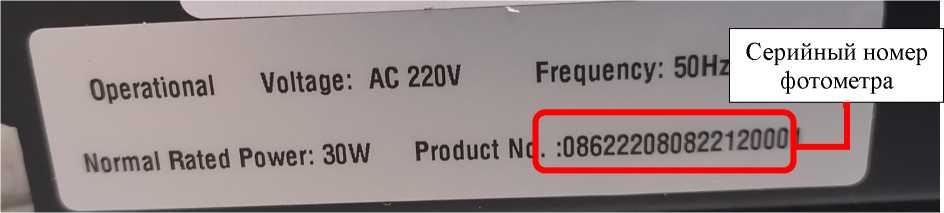 Серийный номер
фотометра
Operational Voltage: AC 220V Frequency: 50Hz
Normal Rated Power: 30W Product No. :08622208082212000